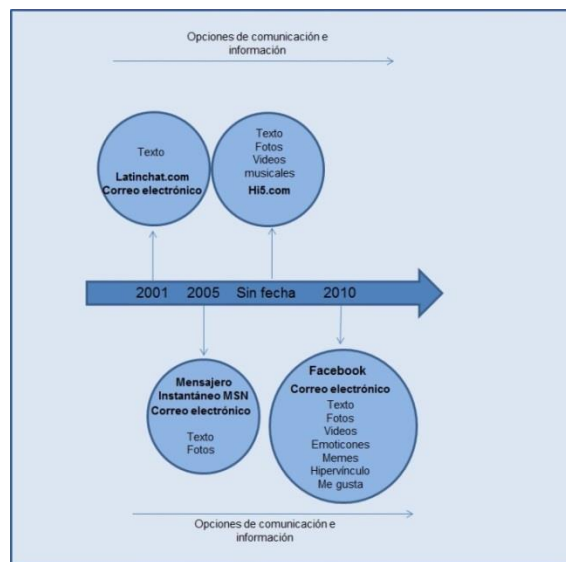 Opciones de comunicación e
información
Texto
Latinchat.com
Correo electrónico
Texto
Fotos
Videos
musicales
Hi5.com
2001 2005 Sin fecha 2010
Mensajero
Instantáneo MSN
Correo electrónico
Texto
Fotos
Facebook
Correo electrónico
Texto
Fotos
Videos
Emoticones
Memes
Hipervínculo
Me gusta
Opciones de comunicación e
información